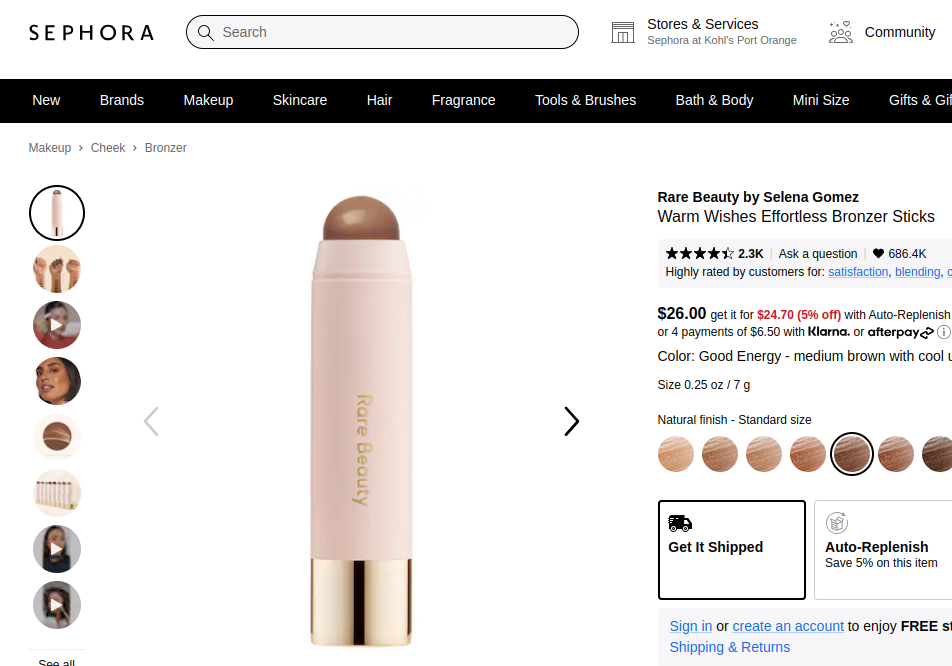 SEPHORA
Search
Stores & Services
Sephora at Kohl's Port Orange
Community
New
Brands
Makeup
Skincare
Hair
Fragrance
Tools & Brushes
Bath & Body
Mini Size
Gifts & Gif
Makeup > Cheek > Bronzer
Rare Beauty by Selena Gomez
Warm Wishes Effortless Bronzer Sticks
2.3K | Ask a question | 686.4K
Highly rated by customers for: satisfaction, blending, c
$26.00 get it for $24.70 (5% off) with Auto-Replenish
or 4 payments of $6.50 with Klarna. or afterpay
Color: Good Energy - medium brown with cool u
Size 0.25 oz / 7 g
Natural finish - Standard size
Rare Beauty
Get It Shipped
Auto-Replenish
Save 5% on this item
Sign in or create an account to enjoy FREE st
Shipping & Returns
See all